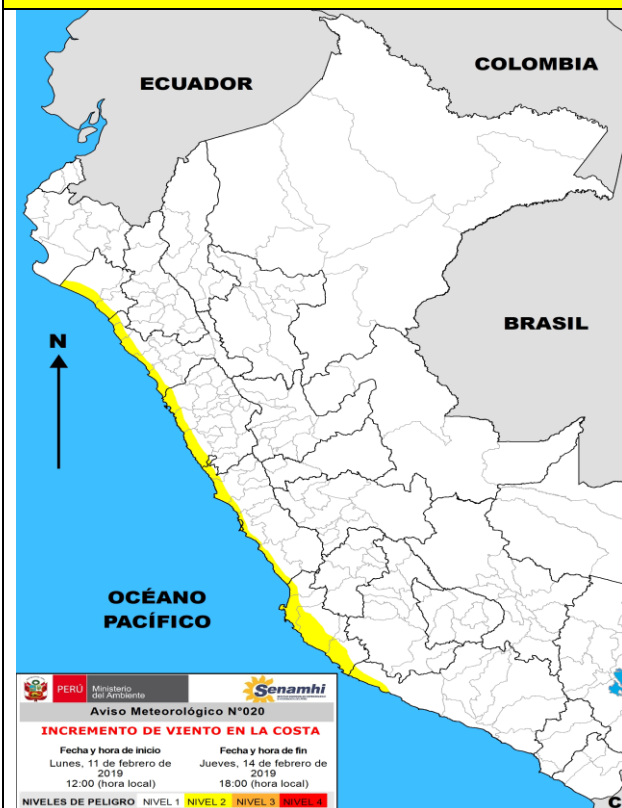 COLOMBIA
ECUADOR
BRASIL
N
OCÉANO
PACÍFICO
PERÚ Ministerio del Ambiente
Senamhi
Aviso Meteorológico N°020
INCREMENTO DE VIENTO EN LA COSTA
Fecha y hora de inicio
Lunes, 11 de febrero de
2019
12:00 (hora local)
Fecha y hora de fin
Jueves, 14 de febrero de
2019
18:00 (hora local)
NIVELES DE PELIGRO NIVEL 1 NIVEL 2 NIVEL 3 NIVEL 4
C